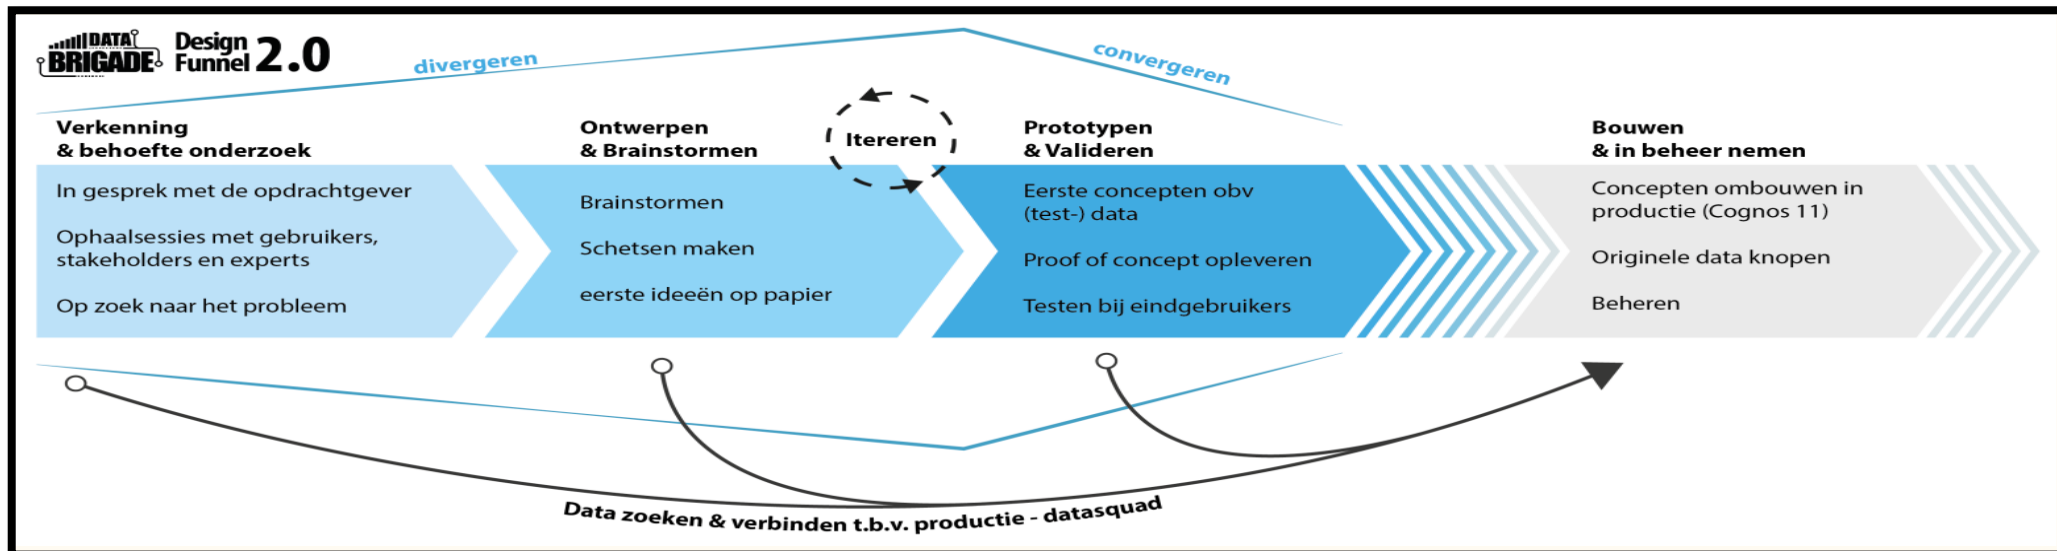 DATA
BRIGADE
Design
Funnel 2.0
divergeren
convergeren
Verkenning
& behoefte onderzoek
In gesprek met de opdrachtgever
Ophaalsessies met gebruikers,
stakeholders en experts
Op zoek naar het probleem
Ontwerpen
& Brainstormen
Brainstormen
Schetsen maken
eerste ideeën op papier
Itereren
Prototypen
& Valideren
Eerste concepten obv
(test-) data
Proof of concept opleveren
Testen bij eindgebruikers
Bouwen
& in beheer nemen
Concepten ombouwen in
productie (Cognos 11)
Originele data knopen
Beheren
Data zoeken & verbinden t.b.v. productie - datasquad